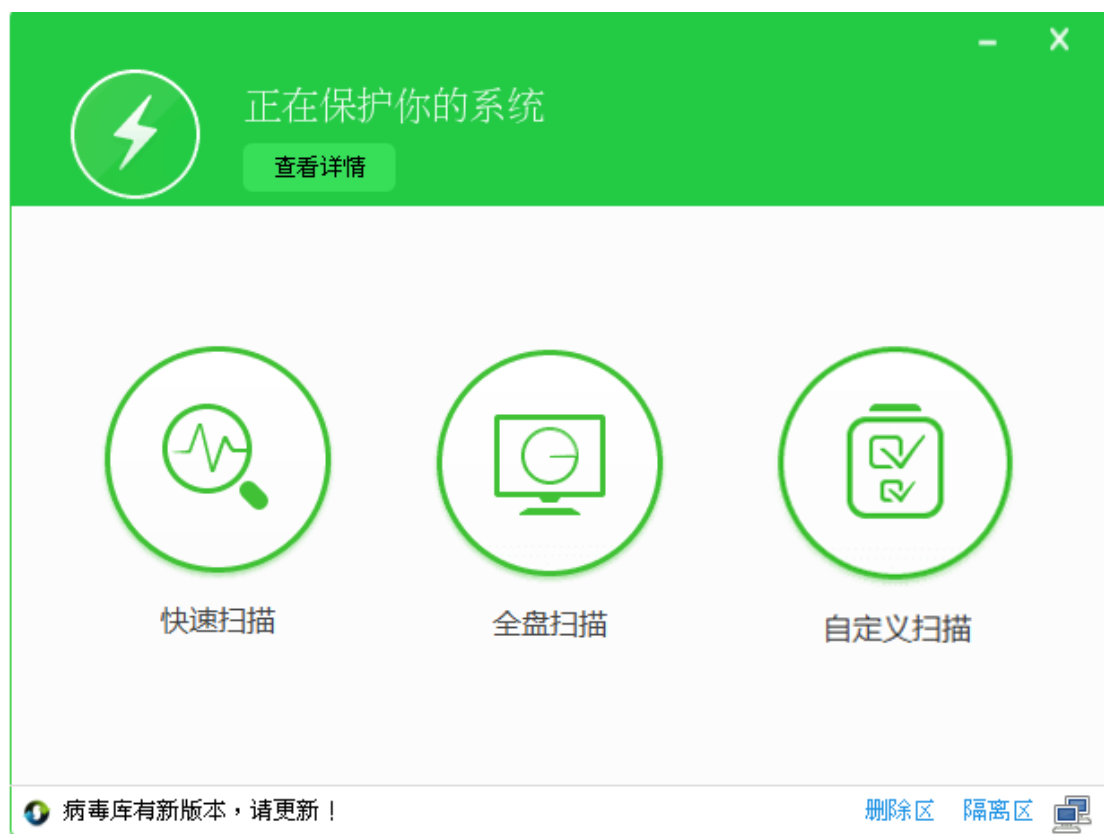 正在保护你的系统
查看详情
快速扫描
全盘扫描
自定义扫描
病毒库有新版本，请更新！
删除区 隔离区